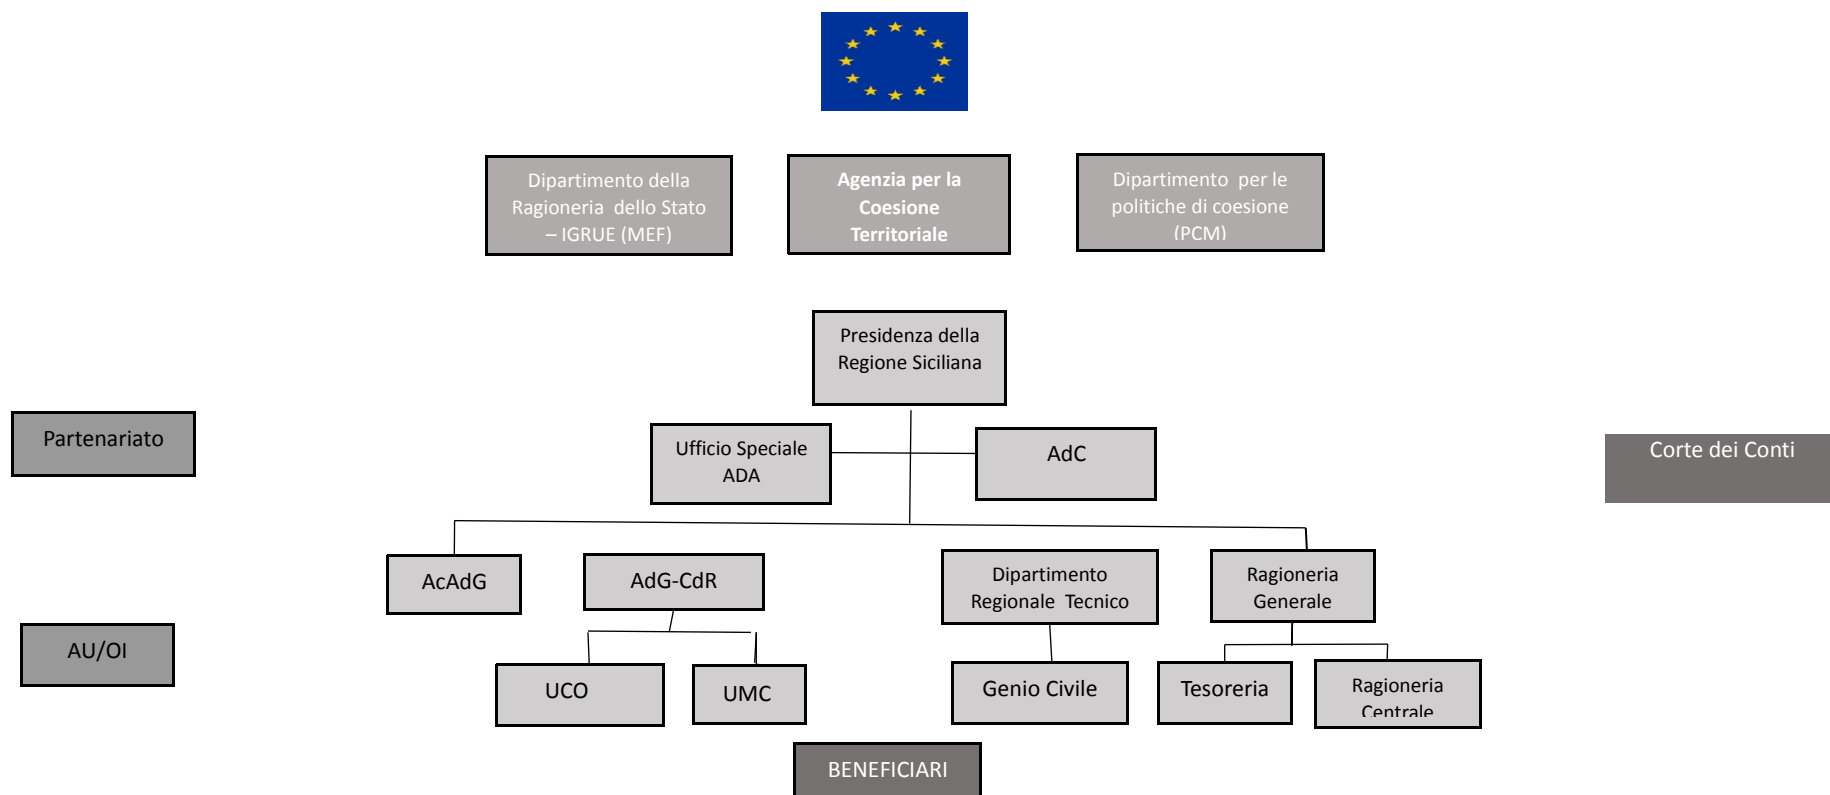 Dipartimento della
Ragioneria dello Stato
– IGRUE (MEF)
Agenzia per la
Coesione
Territoriale
Dipartimento per le
politiche di coesione
(PCM)
Presidenza della
Regione Siciliana
Partenariato
Ufficio Speciale
ADA
AdC
Corte dei Conti
AcAdG
AdG-CdR
Dipartimento
Regionale Tecnico
Ragioneria
Generale
AU/OI
UCO
UMC
Genio Civile
Tesoreria
Ragioneria
Centrale
BENEFICIARI